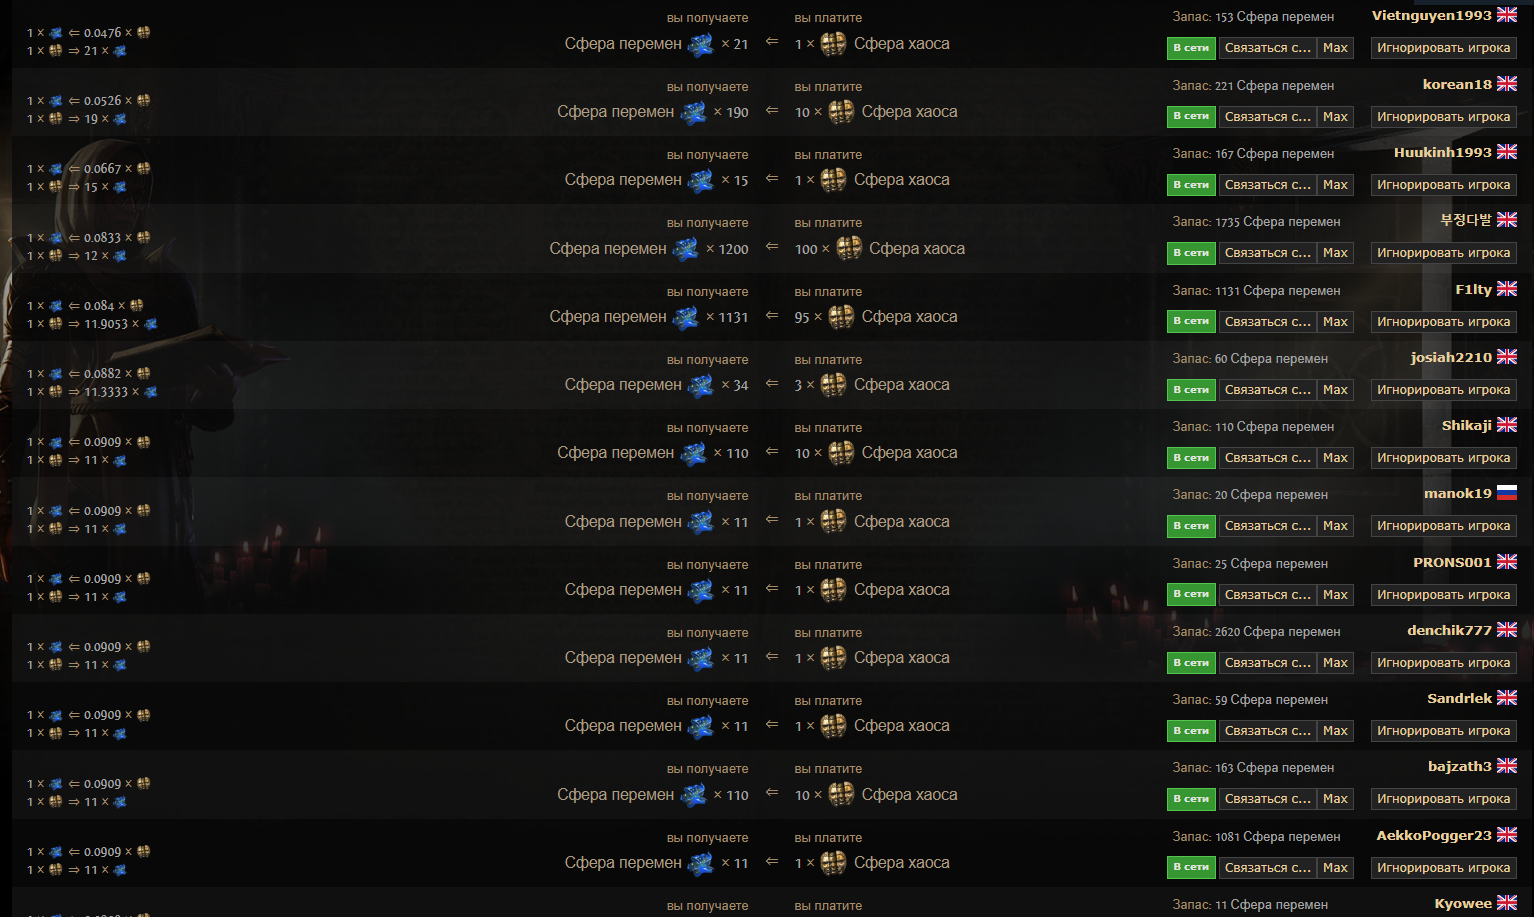 вы получаете вы платите Запас: 153 Сфера перемен Vietnguyen1993
1 × ⇐ 0.0476 ×
1 × ⇒ 21 ×
Сфера перемен × 21 ⇐ 1 × Сфера хаоса В сети Связаться с... Max Игнорировать игрока
вы получаете вы платите Запас: 221 Сфера перемен korean18
1 × ⇐ 0.0526 ×
1 × ⇒ 19 ×
Сфера перемен × 190 ⇐ 10 × Сфера хаоса В сети Связаться с... Max Игнорировать игрока
вы получаете вы платите Запас: 167 Сфера перемен Huukinh1993
1 × ⇐ 0.0667 ×
1 × ⇒ 15 ×
Сфера перемен × 15 ⇐ 1 × Сфера хаоса В сети Связаться с... Max Игнорировать игрока
вы получаете вы платите Запас: 1735 Сфера перемен 부정다발
1 × ⇐ 0.0833 ×
1 × ⇒ 12 ×
Сфера перемен × 1200 ⇐ 100 × Сфера хаоса В сети Связаться с... Max Игнорировать игрока
вы получаете вы платите Запас: 1131 Сфера перемен F1lty
1 × ⇐ 0.084 ×
1 × ⇒ 11.9053 ×
Сфера перемен × 1131 ⇐ 95 × Сфера хаоса В сети Связаться с... Max Игнорировать игрока
вы получаете вы платите Запас: 60 Сфера перемен josiah2210
1 × ⇐ 0.0882 ×
1 × ⇒ 11.3333 ×
Сфера перемен × 34 ⇐ 3 × Сфера хаоса В сети Связаться с... Max Игнорировать игрока
вы получаете вы платите Запас: 110 Сфера перемен Shikaji
1 × ⇐ 0.0909 ×
1 × ⇒ 11 ×
Сфера перемен × 110 ⇐ 10 × Сфера хаоса В сети Связаться с... Max Игнорировать игрока
вы получаете вы платите Запас: 20 Сфера перемен manok19
1 × ⇐ 0.0909 ×
1 × ⇒ 11 ×
Сфера перемен × 11 ⇐ 1 × Сфера хаоса В сети Связаться с... Max Игнорировать игрока
вы получаете вы платите Запас: 25 Сфера перемен PRONS001
1 × ⇐ 0.0909 ×
1 × ⇒ 11 ×
Сфера перемен × 11 ⇐ 1 × Сфера хаоса В сети Связаться с... Max Игнорировать игрока
вы получаете вы платите Запас: 2620 Сфера перемен denchik777
1 × ⇐ 0.0909 ×
1 × ⇒ 11 ×
Сфера перемен × 11 ⇐ 1 × Сфера хаоса В сети Связаться с... Max Игнорировать игрока
вы получаете вы платите Запас: 59 Сфера перемен Sandrlek
1 × ⇐ 0.0909 ×
1 × ⇒ 11 ×
Сфера перемен × 11 ⇐ 1 × Сфера хаоса В сети Связаться с... Max Игнорировать игрока
вы получаете вы платите Запас: 163 Сфера перемен bajzath3
1 × ⇐ 0.0909 ×
1 × ⇒ 11 ×
Сфера перемен × 110 ⇐ 10 × Сфера хаоса В сети Связаться с... Max Игнорировать игрока
вы получаете вы платите Запас: 1081 Сфера перемен AekkoPogger23
1 × ⇐ 0.0909 ×
1 × ⇒ 11 ×
Сфера перемен × 11 ⇐ 1 × Сфера хаоса В сети Связаться с... Max Игнорировать игрока
вы получаете вы платите Запас: 11 Сфера перемен Kyowee